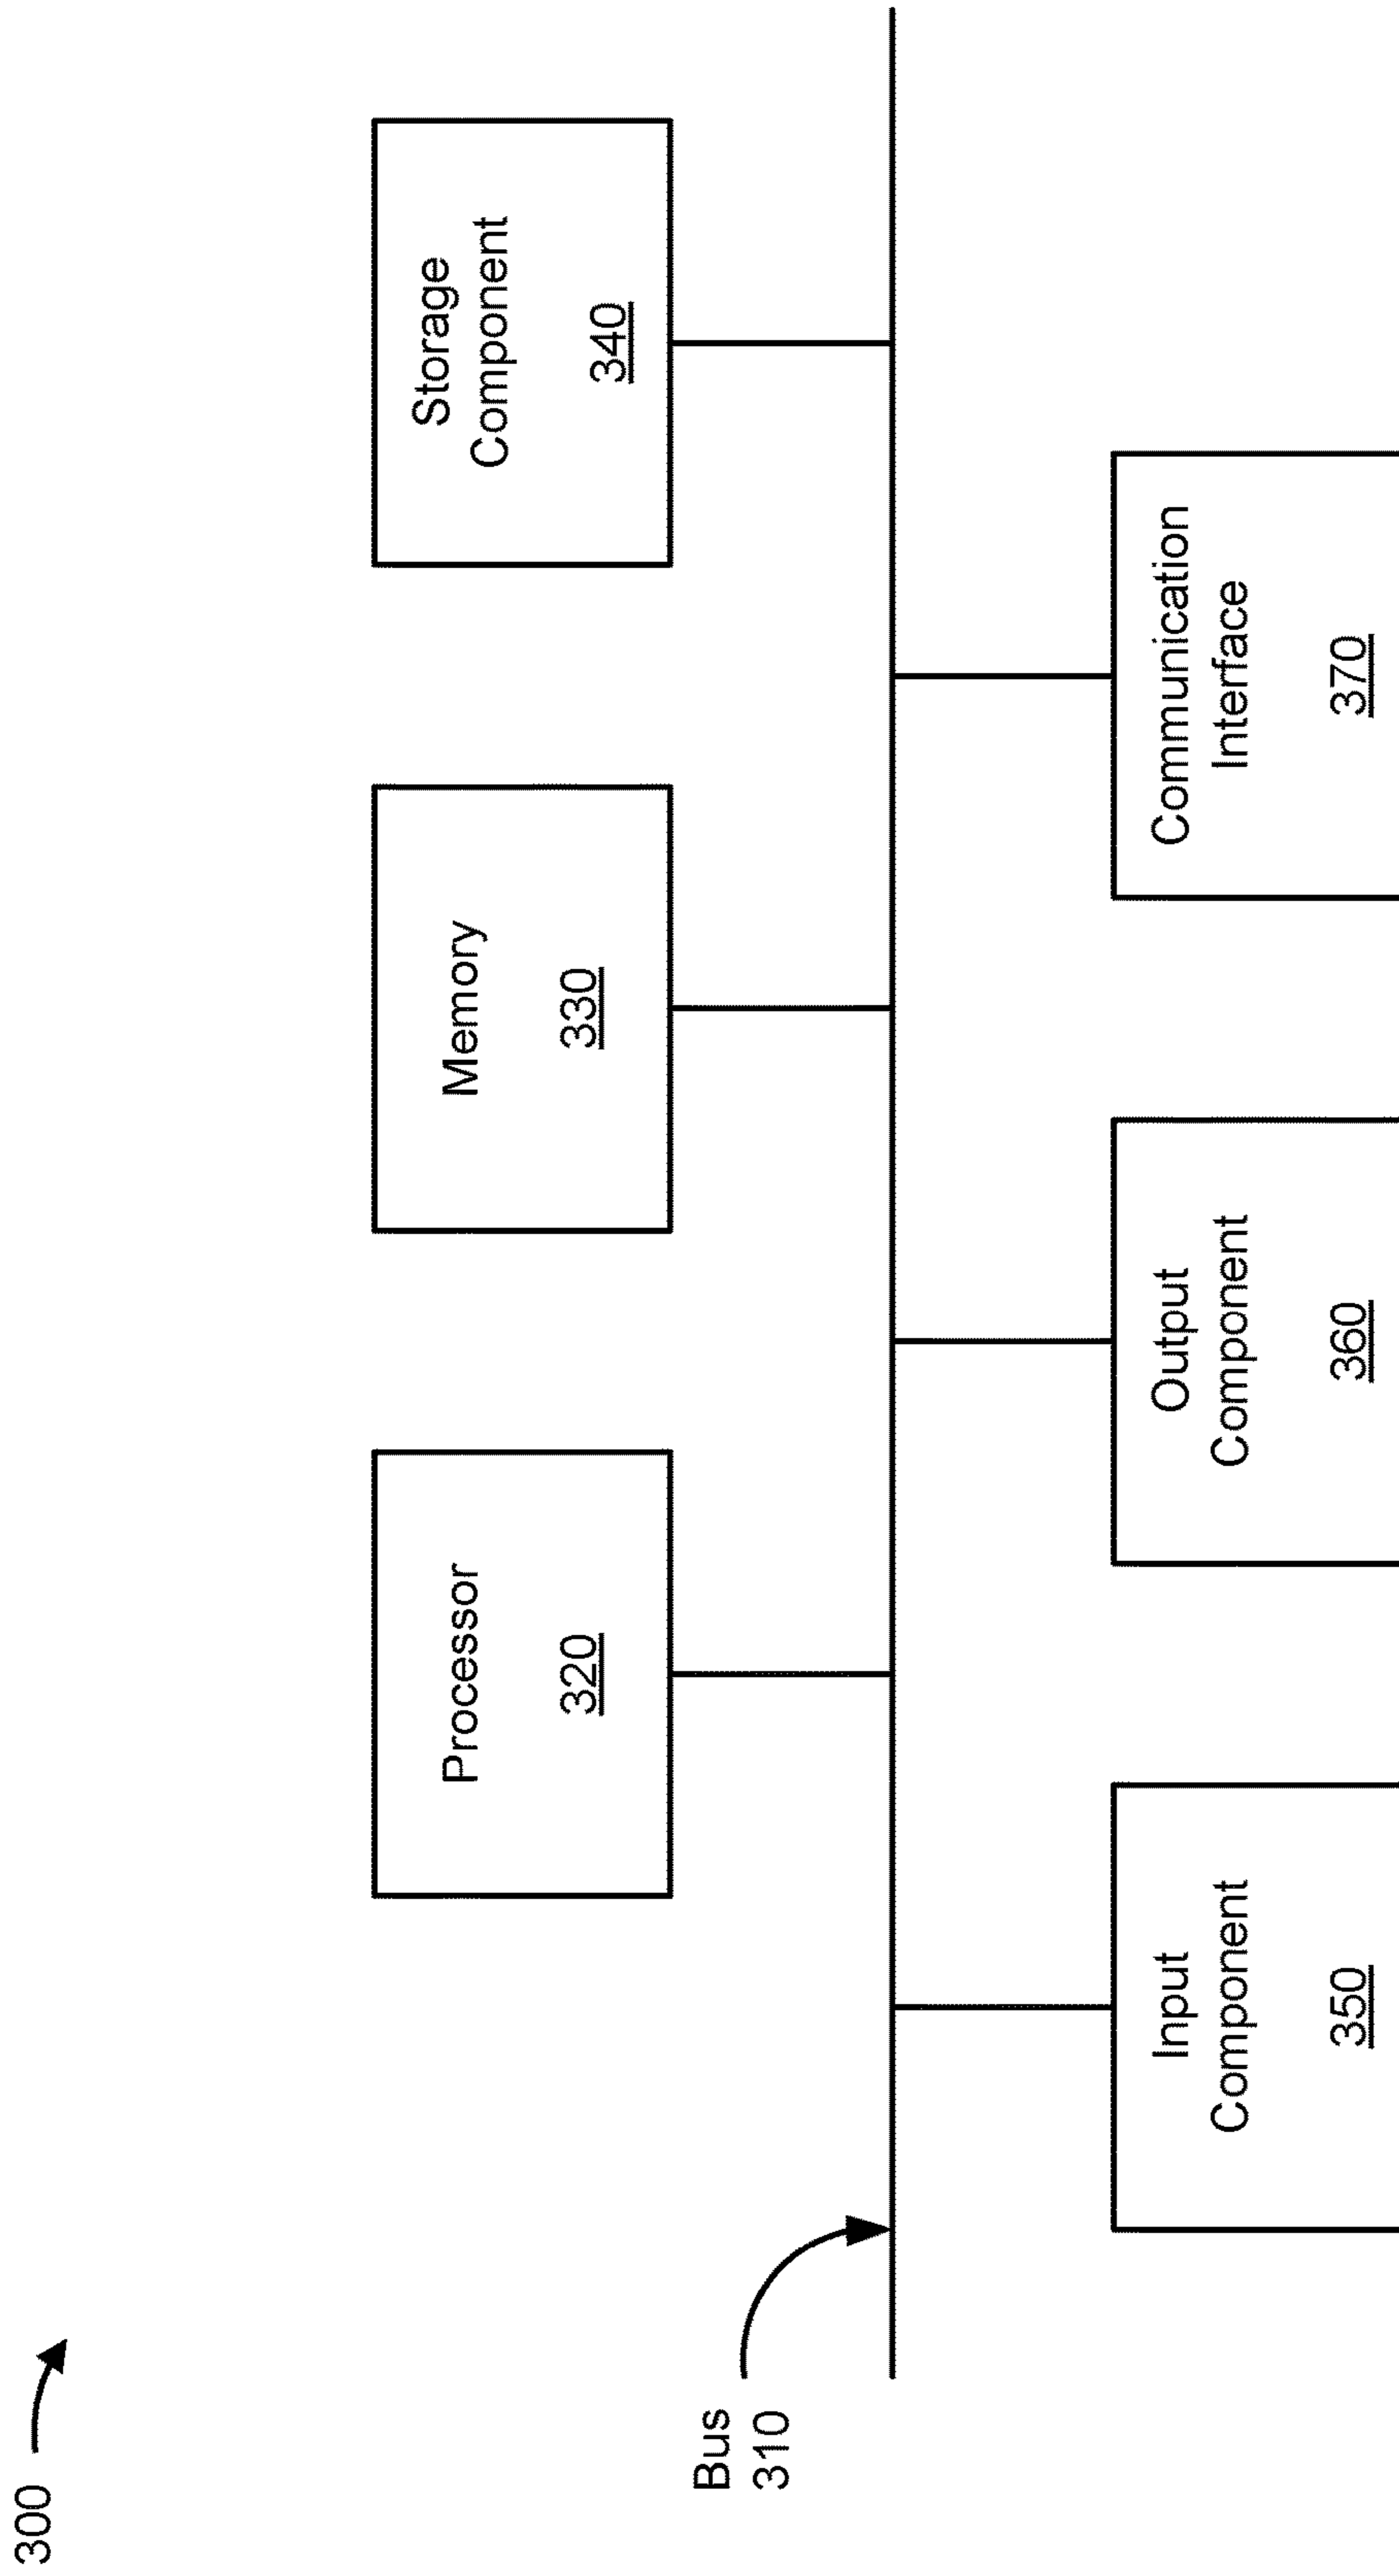 300
Processor
320
Memory
330
Storage
Component
340
Bus
310
Input
Component
350
Output
Component
360
Communication
Interface
370